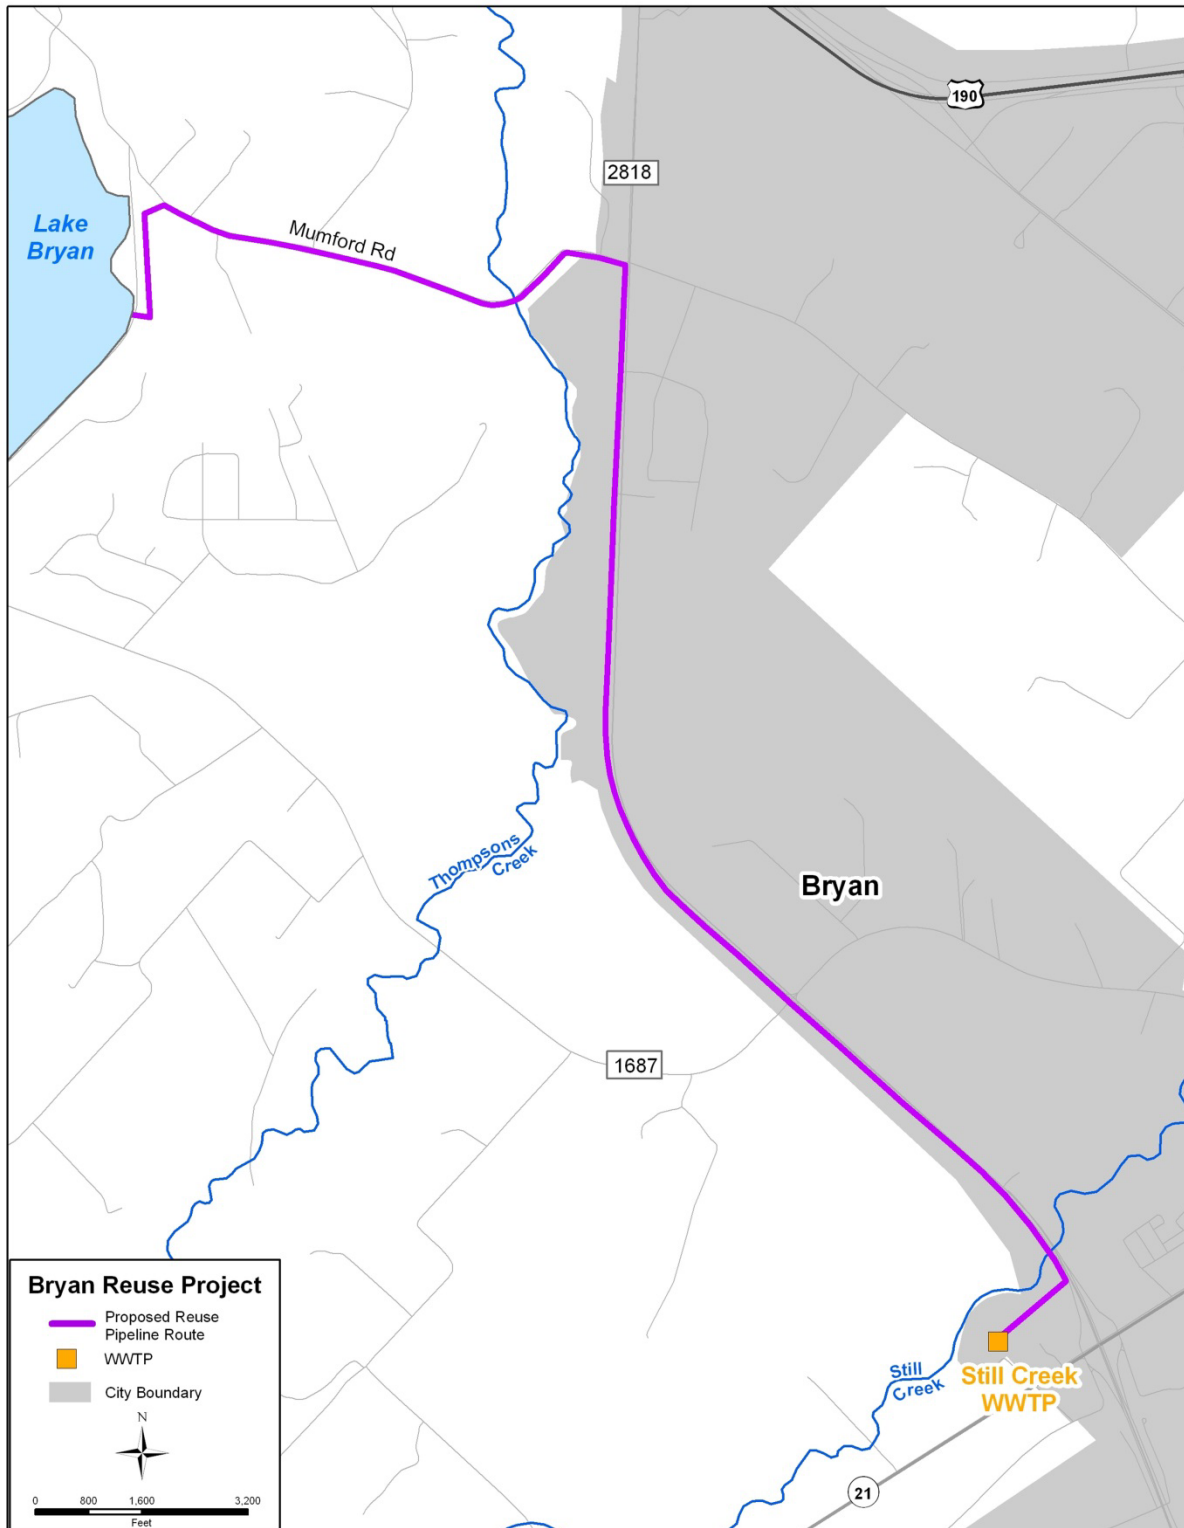 190
2818
Lake
Bryan
Mumford Rd
Thompsons
Creek
Bryan
1687
Still
Creek
Still Creek
WWTP
21
Bryan Reuse Project
Proposed Reuse
Pipeline Route
WWTP
City Boundary
N
0 800 1,600 3,200
Feet